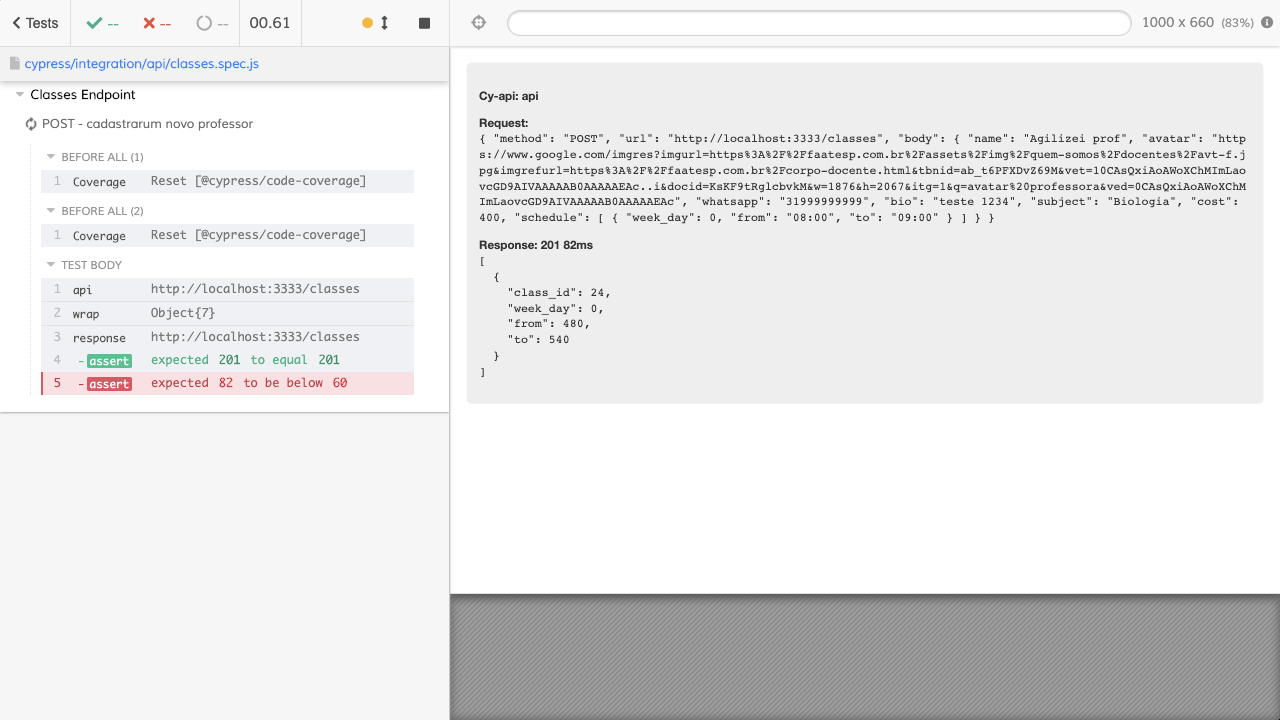 Tests -- -- -- 00.61
cypress/integration/api/classes.spec.js
Classes Endpoint
POST - cadastrarum novo professor
BEFORE ALL (1)
1 Coverage Reset [@cypress/code-coverage]
BEFORE ALL (2)
1 Coverage Reset [@cypress/code-coverage]
TEST BODY
1 api http://localhost:3333/classes
2 wrap Object{7}
3 response http://localhost:3333/classes
4 -assert expected 201 to equal 201
5 -assert expected 82 to be below 60
1000 x 660 (83%)
Cy-api: api
Request:
{ "method": "POST", "url": "http://localhost:3333/classes", "body": { "name": "Agilizei prof", "avatar": "http
s://www.google.com/imgres?imgurl=https%3A%2F%2Ffaatesp.com.br%2Fassets%2Fimg%2Fquem-somos%2Fdocentes%2Favt-f.j
pg&imgrefurl=https%3A%2F%2Ffaatesp.com.br%2Fcorpo-docente.html&tbnid=ab_t6PFXDvZ69M&vet=10CAsQxiAoAWoXChMImLao
vcGD9AIVAAAAAB0AAAAAEAc..i&docid=KsKF9tRglcbvkM&w=1876&h=2067&itg=1&q=avatar%20professora&ved=0CAsQxiAoAWoXChM
ImLaovcGD9AIVAAAAAB0AAAAAEAc", "whatsapp": "31999999999", "bio": "teste 1234", "subject": "Biologia", "cost":
400, "schedule": [ { "week_day": 0, "from": "08:00", "to": "09:00" } ] } }
Response: 201 82ms
[
{
"class_id": 24,
"week_day": 0,
"from": 480,
"to": 540
}
]